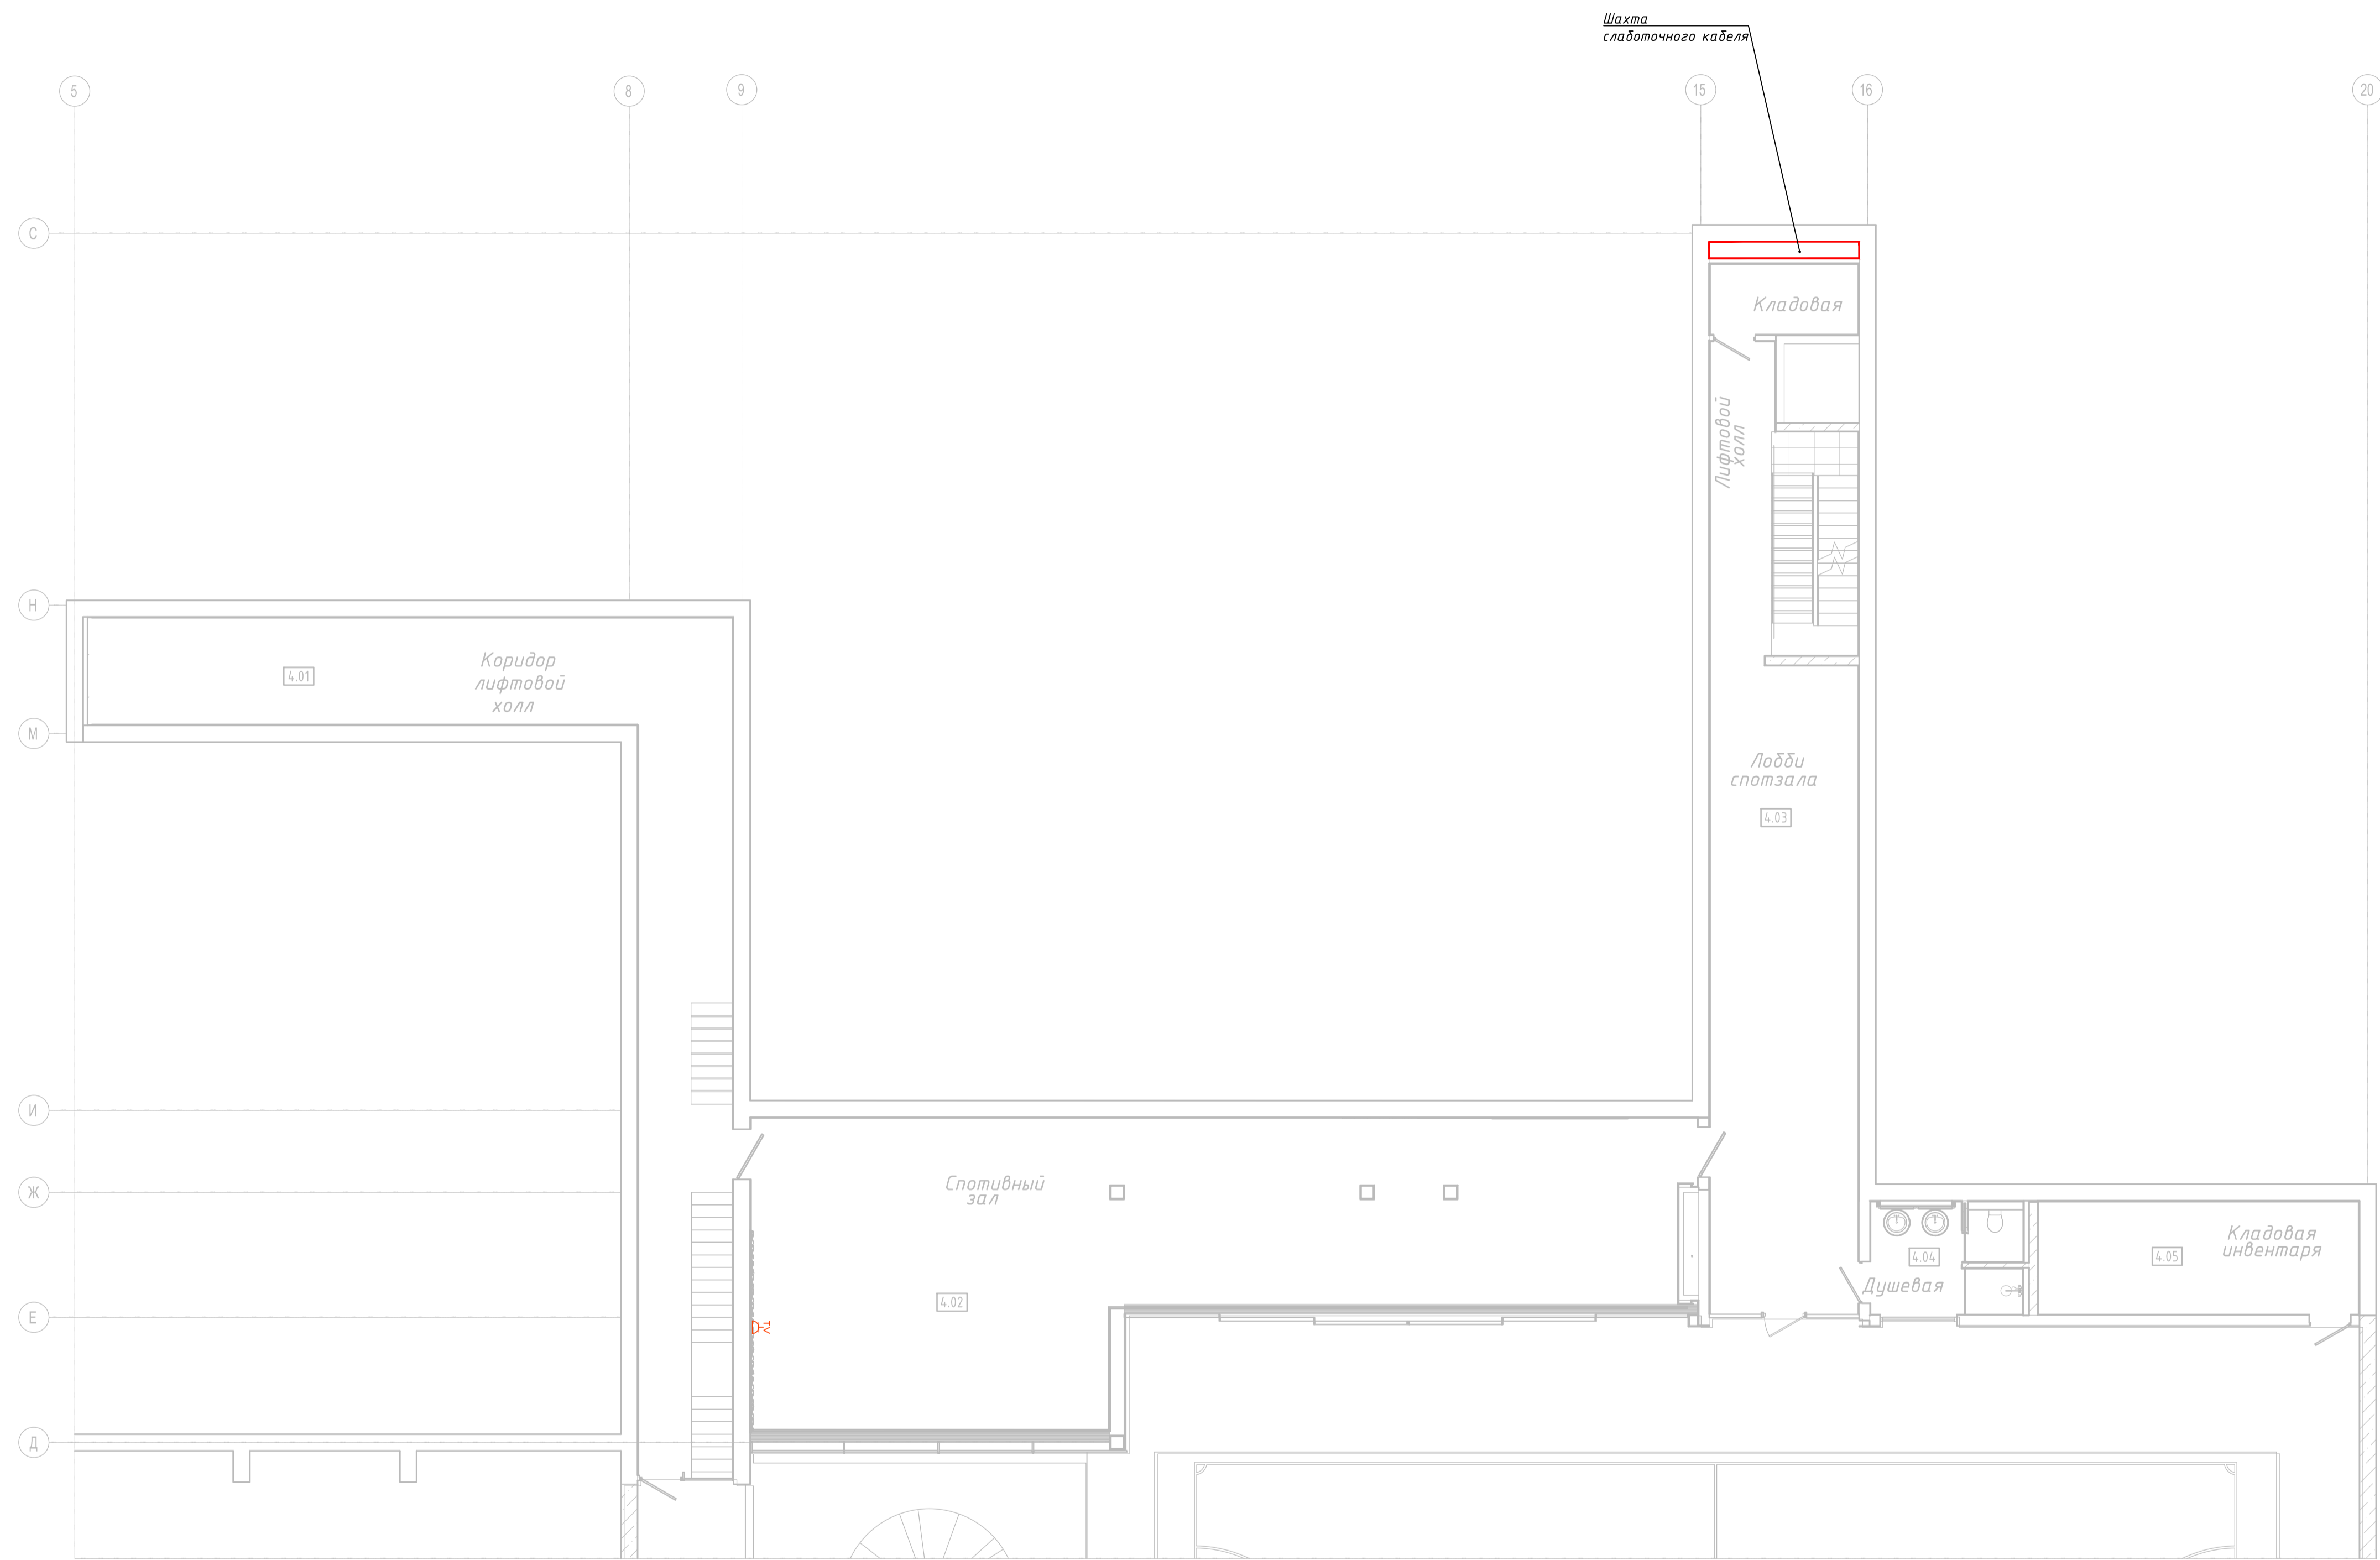 Шахта
слаботочного кабеля
5
8
9
15
16
20
С
Кладовая
Лифтовой
холл
Н
Коридор
лифтовой
холл
4.01
М
Лобби
спотзала
4.03
И
Ж
Спотивный
зал
4.02
4.04
Душевая
4.05
Кладовая
инвентаря
Е
TV
Д